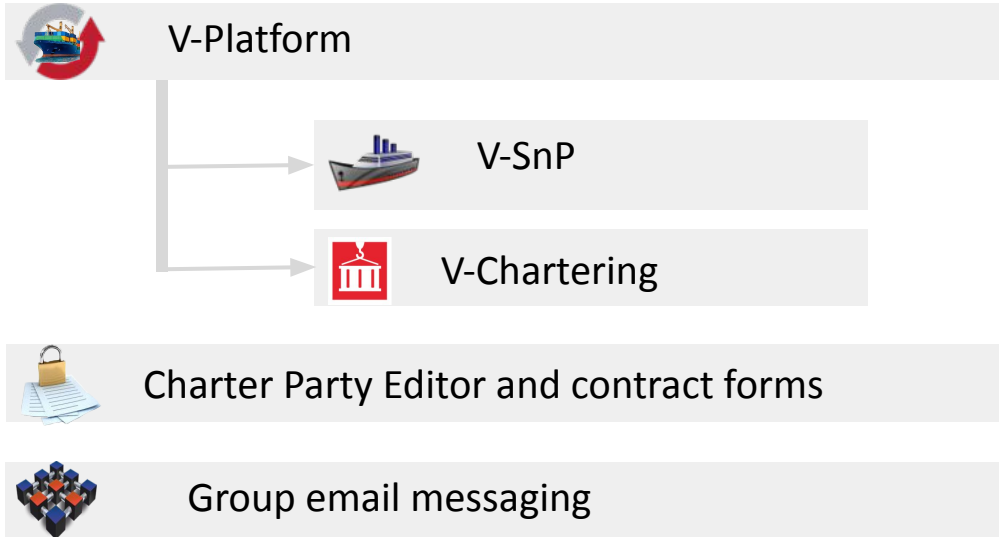 V-Platform
V-SnP
V-Chartering
Charter Party Editor and contract forms
Group email messaging